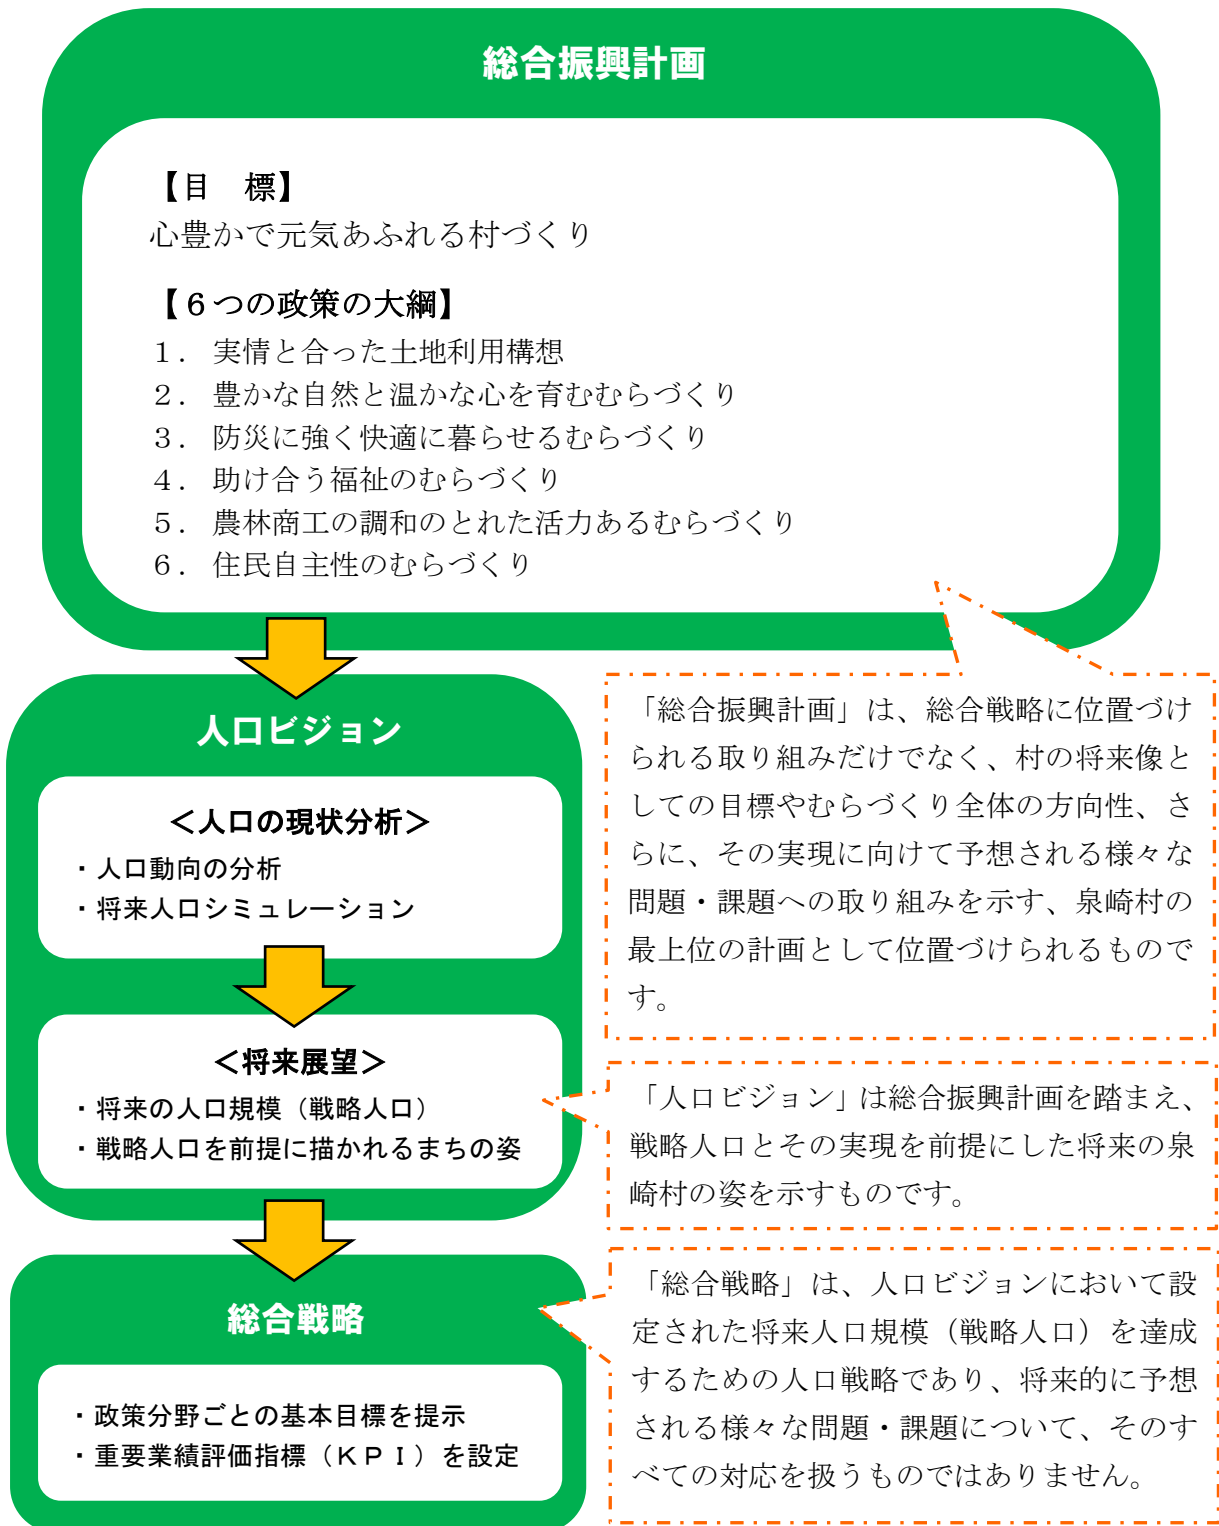 総合振興計画
【目　標】
心豊かで元気あふれる村づくり
【６つの政策の大綱】
１． 実情と合った土地利用構想
２． 豊かな自然と温かな心を育むむらづくり
３． 防災に強く快適に暮らせるむらづくり
４． 助け合う福祉のむらづくり
５． 農林商工の調和のとれた活力あるむらづくり
６． 住民自主性のむらづくり
人口ビジョン
＜人口の現状分析＞
・人口動向の分析
・将来人口シミュレーション
＜将来展望＞
・将来の人口規模（戦略人口）
・戦略人口を前提に描かれるまちの姿
総合戦略
・政策分野ごとの基本目標を提示
・重要業績評価指標（ＫＰＩ）を設定
「総合振興計画」は、総合戦略に位置づけ
られる取り組みだけでなく、村の将来像と
しての目標やむらづくり全体の方向性、さ
らに、その実現に向けて予想される様々な
問題・課題への取り組みを示す、泉崎村の
最上位の計画として位置づけられるもので
す。
「人口ビジョン」は総合振興計画を踏まえ、
戦略人口とその実現を前提にした将来の泉
崎村の姿を示すものです。
「総合戦略」は、人口ビジョンにおいて設
定された将来人口規模（戦略人口）を達成
するための人口戦略であり、将来的に予想
される様々な問題・課題について、そのす
べての対応を扱うものではありません。